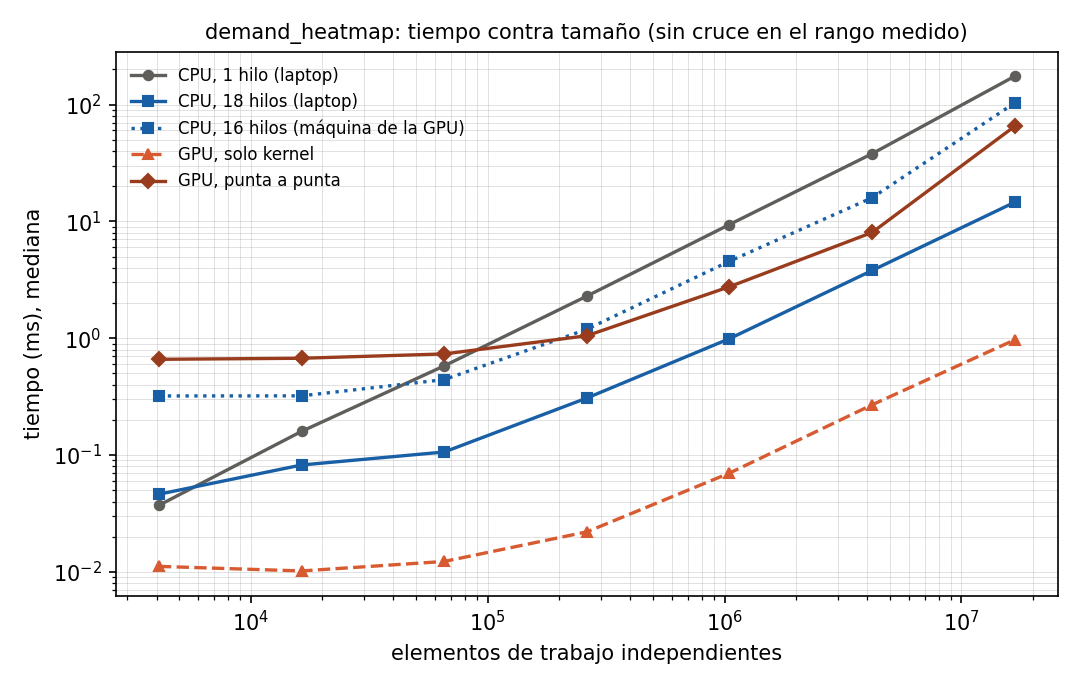 demand_heatmap: tiempo contra tamaño (sin cruce en el rango medido)
CPU, 1 hilo (laptop)
CPU, 18 hilos (laptop)
CPU, 16 hilos (máquina de la GPU)
GPU, solo kernel
GPU, punta a punta
tiempo (ms), mediana
10²
10¹
10⁰
10⁻¹
10⁻²
10⁴ 10⁵ 10⁶ 10⁷
elementos de trabajo independientes